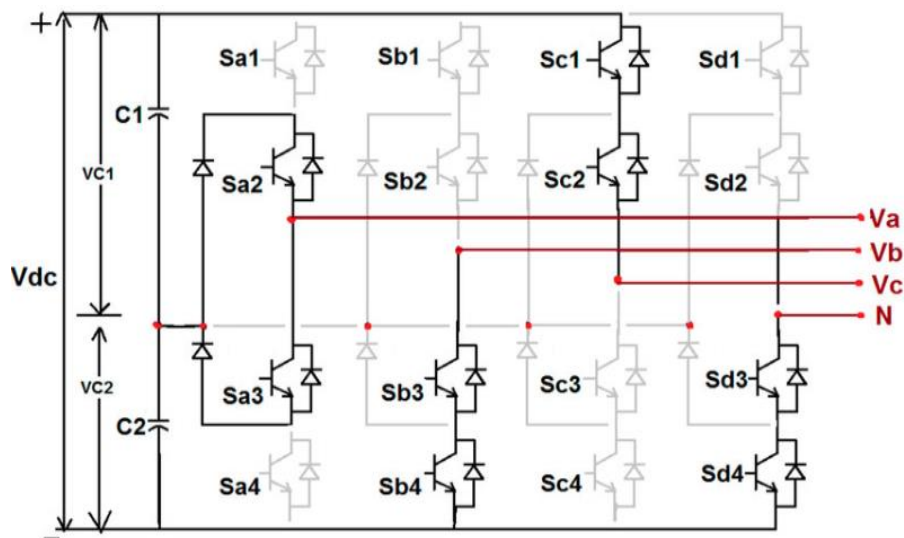 +
Sa1
Sb1
Sc1
Sd1
C1
VC1
Sa2
Sb2
Sc2
Sd2
Va
Vb
Vdc
Vc
N
VC2
Sa3
Sb3
Sc3
Sd3
C2
Sa4
Sb4
Sc4
Sd4
-